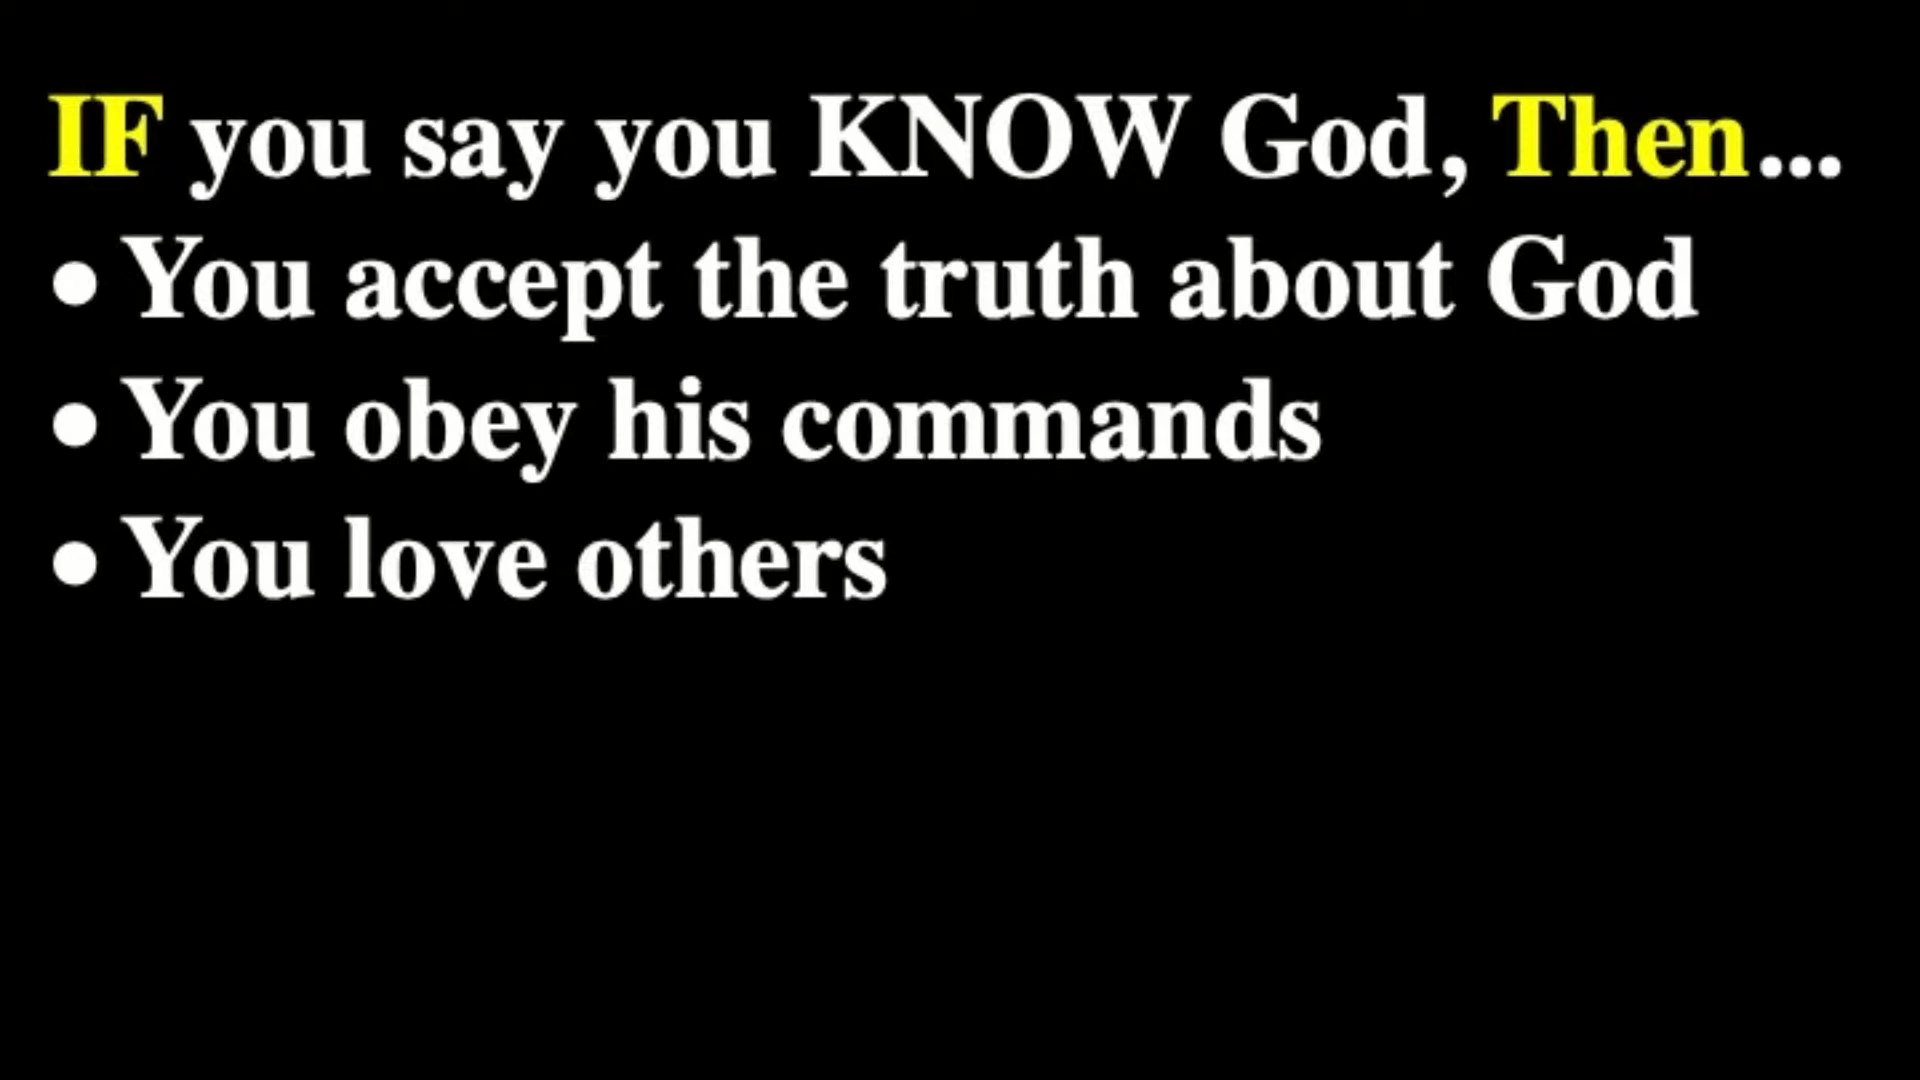 IF you say you KNOW God, Then...
• You accept the truth about God
• You obey his commands
• You love others